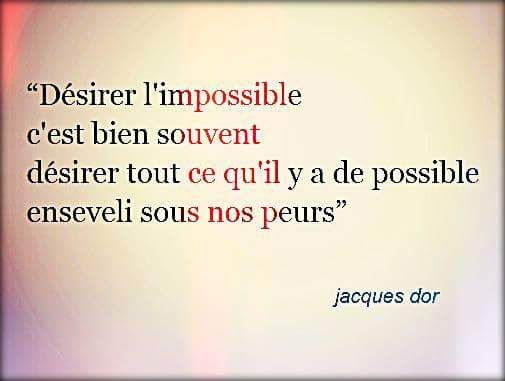 “Désirer l'impossible
c'est bien souvent
désirer tout ce qu'il y a de possible
enseveli sous nos peurs”
jacques dor